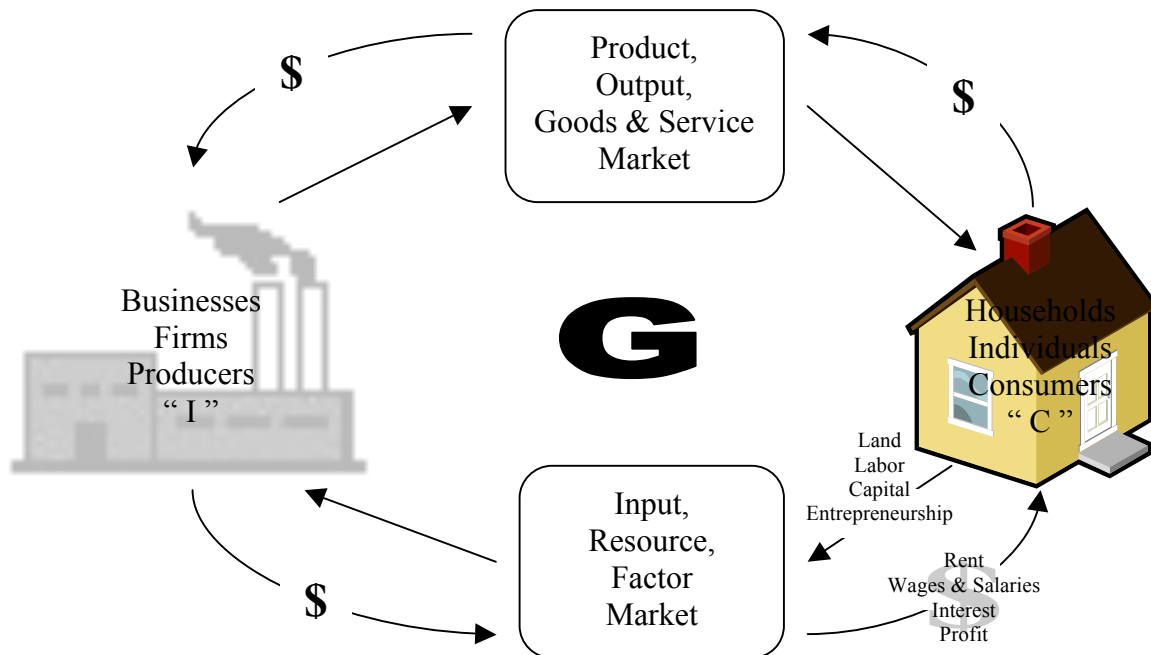 $
Product,
Output,
Goods & Service
Market
$
Businesses
Firms
Producers
“ I ”
G
Households
Individuals
Consumers
“ C ”
Land
Labor
Capital
Entrepreneurship
Input,
Resource,
Factor
Market
$
$
Rent
Wages & Salaries
Interest
Profit